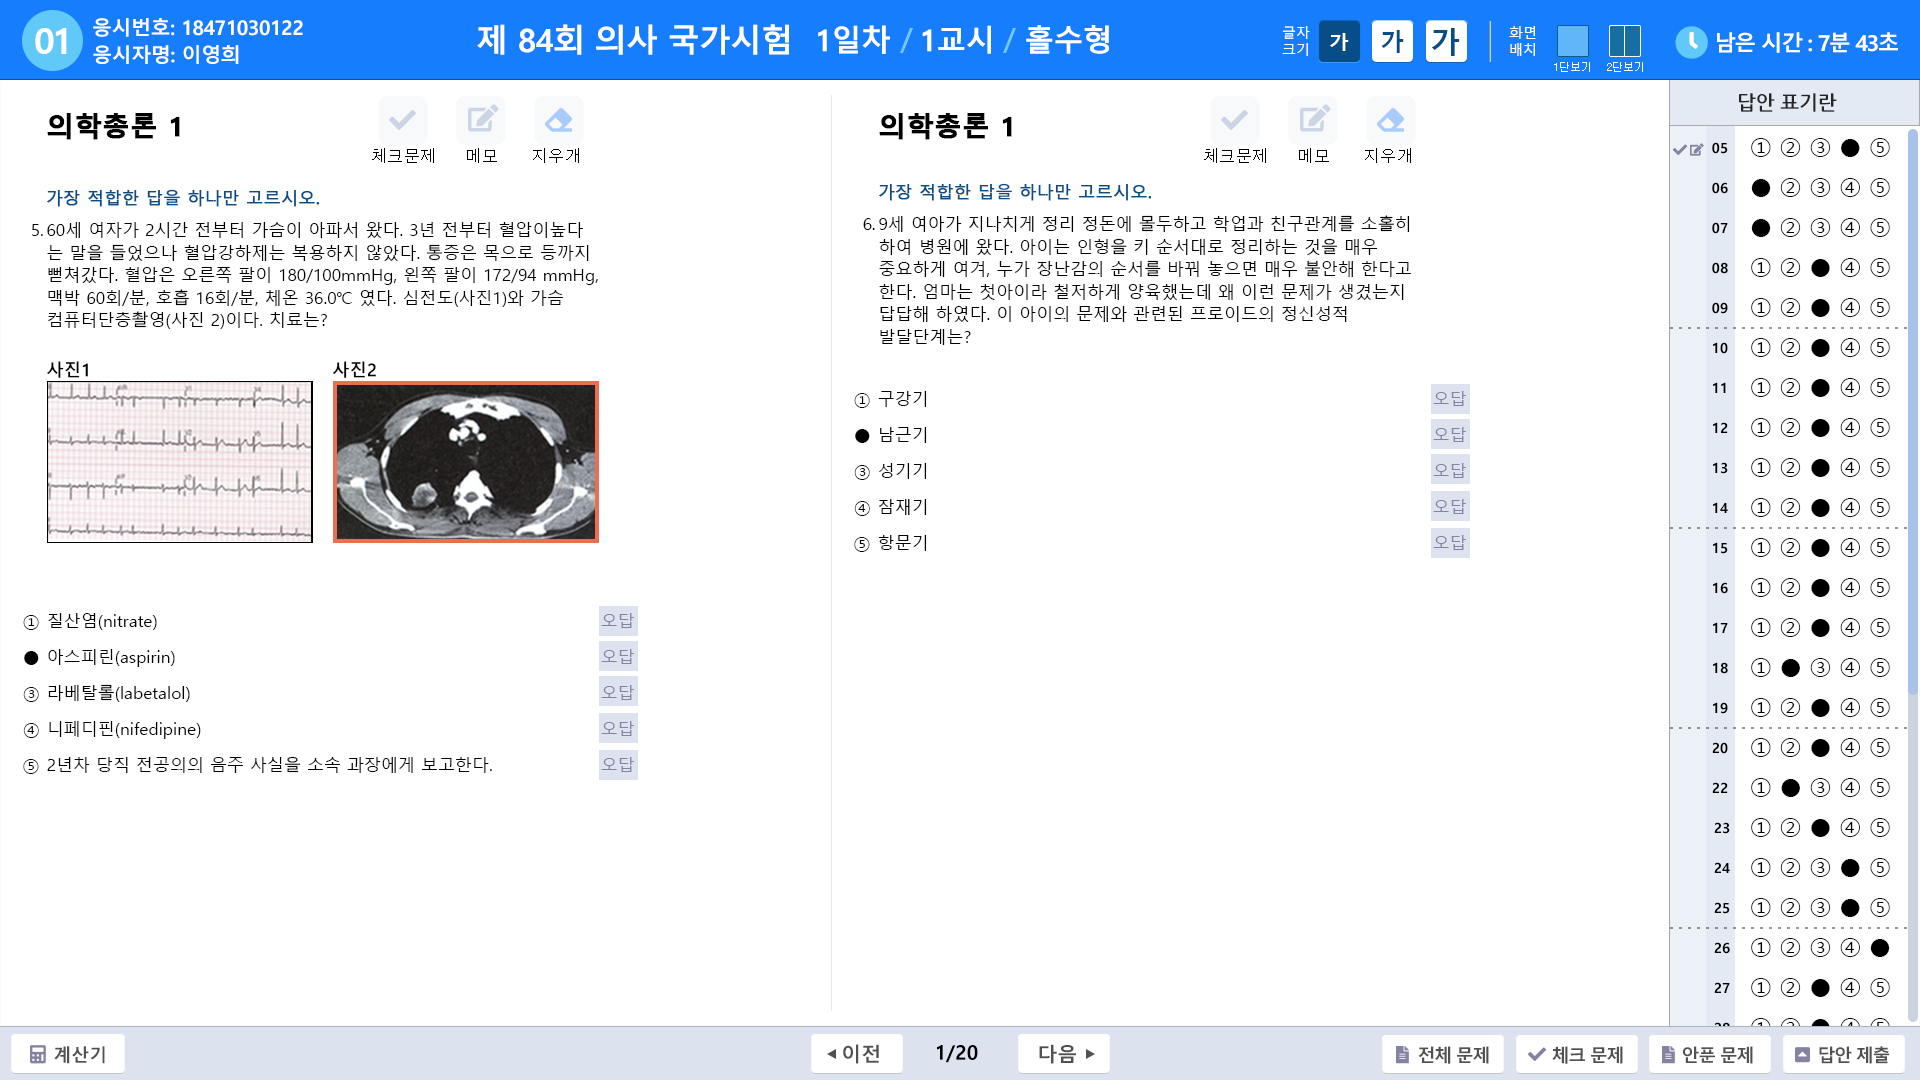 01
응시번호: 18471030122
응시자명: 이영희
제 84회 의사 국가시험 1일차 / 1교시 / 홀수형
글자
크기
가 가 가
화면
배치
1단보기
2단보기
남은 시간 : 7분 43초
의학총론 1
체크문제
메모
지우개
가장 적합한 답을 하나만 고르시오.
5. 60세 여자가 2시간 전부터 가슴이 아파서 왔다. 3년 전부터 혈압이높다
는 말을 들었으나 혈압강하제는 복용하지 않았다. 통증은 목으로 등까지
뻗쳐갔다. 혈압은 오른쪽 팔이 180/100mmHg, 왼쪽 팔이 172/94 mmHg,
맥박 60회/분, 호흡 16회/분, 체온 36.0℃ 였다. 심전도(사진1)와 가슴
컴퓨터단층촬영(사진 2)이다. 치료는?
사진1
사진2
① 질산염(nitrate) 오답
● 아스피린(aspirin) 오답
③ 라베탈롤(labetalol) 오답
④ 니페디핀(nifedipine) 오답
⑤ 2년차 당직 전공의의 음주 사실을 소속 과장에게 보고한다. 오답
의학총론 1
체크문제
메모
지우개
가장 적합한 답을 하나만 고르시오.
6. 9세 여아가 지나치게 정리 정돈에 몰두하고 학업과 친구관계를 소홀히
하여 병원에 왔다. 아이는 인형을 키 순서대로 정리하는 것을 매우
중요하게 여겨, 누가 장난감의 순서를 바꿔 놓으면 매우 불안해 한다고
한다. 엄마는 첫아이라 철저하게 양육했는데 왜 이런 문제가 생겼는지
답답해 하였다. 이 아이의 문제와 관련된 프로이드의 정신성적
발달단계는?
① 구강기 오답
● 남근기 오답
③ 성기기 오답
④ 잠재기 오답
⑤ 항문기 오답
답안 표기란
05 ① ② ③ ● ⑤
06 ● ② ③ ④ ⑤
07 ● ② ③ ④ ⑤
08 ① ② ● ④ ⑤
09 ① ② ● ④ ⑤
10 ① ② ● ④ ⑤
11 ① ② ● ④ ⑤
12 ① ② ● ④ ⑤
13 ① ② ● ④ ⑤
14 ① ② ● ④ ⑤
15 ① ② ● ④ ⑤
16 ① ② ● ④ ⑤
17 ① ② ● ④ ⑤
18 ① ● ③ ④ ⑤
19 ① ② ● ④ ⑤
20 ① ② ● ④ ⑤
22 ① ● ③ ④ ⑤
23 ① ② ● ④ ⑤
24 ① ② ③ ● ⑤
25 ① ② ③ ● ⑤
26 ① ② ③ ④ ●
27 ① ② ● ④ ⑤
계산기
◀ 이전
1/20
다음 ▶
전체 문제
체크 문제
안푼 문제
답안 제출